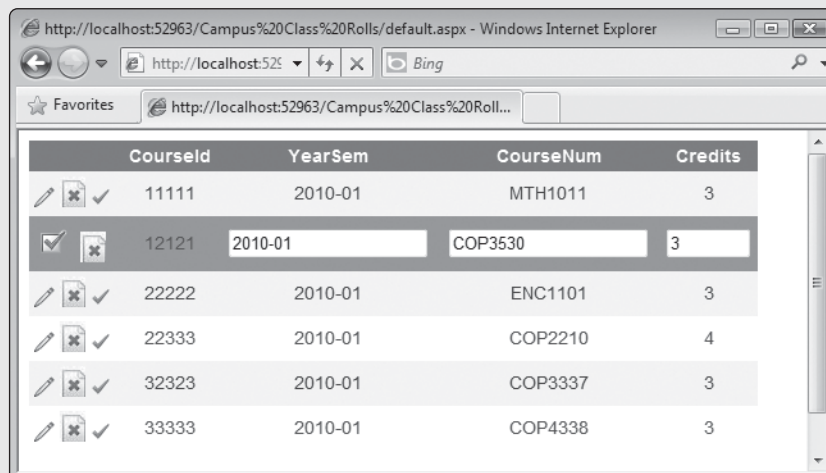 http://localhost:52963/Campus%20Class%20Rolls/default.aspx - Windows Internet Explorer
http://localhost:529 Bing
Favorites http://localhost:52963/Campus%20Class%20Roll...
CourseId YearSem CourseNum Credits
11111 2010-01 MTH1011 3
12121 2010-01 COP3530 3
22222 2010-01 ENC1101 3
22333 2010-01 COP2210 4
32323 2010-01 COP3337 3
33333 2010-01 COP4338 3